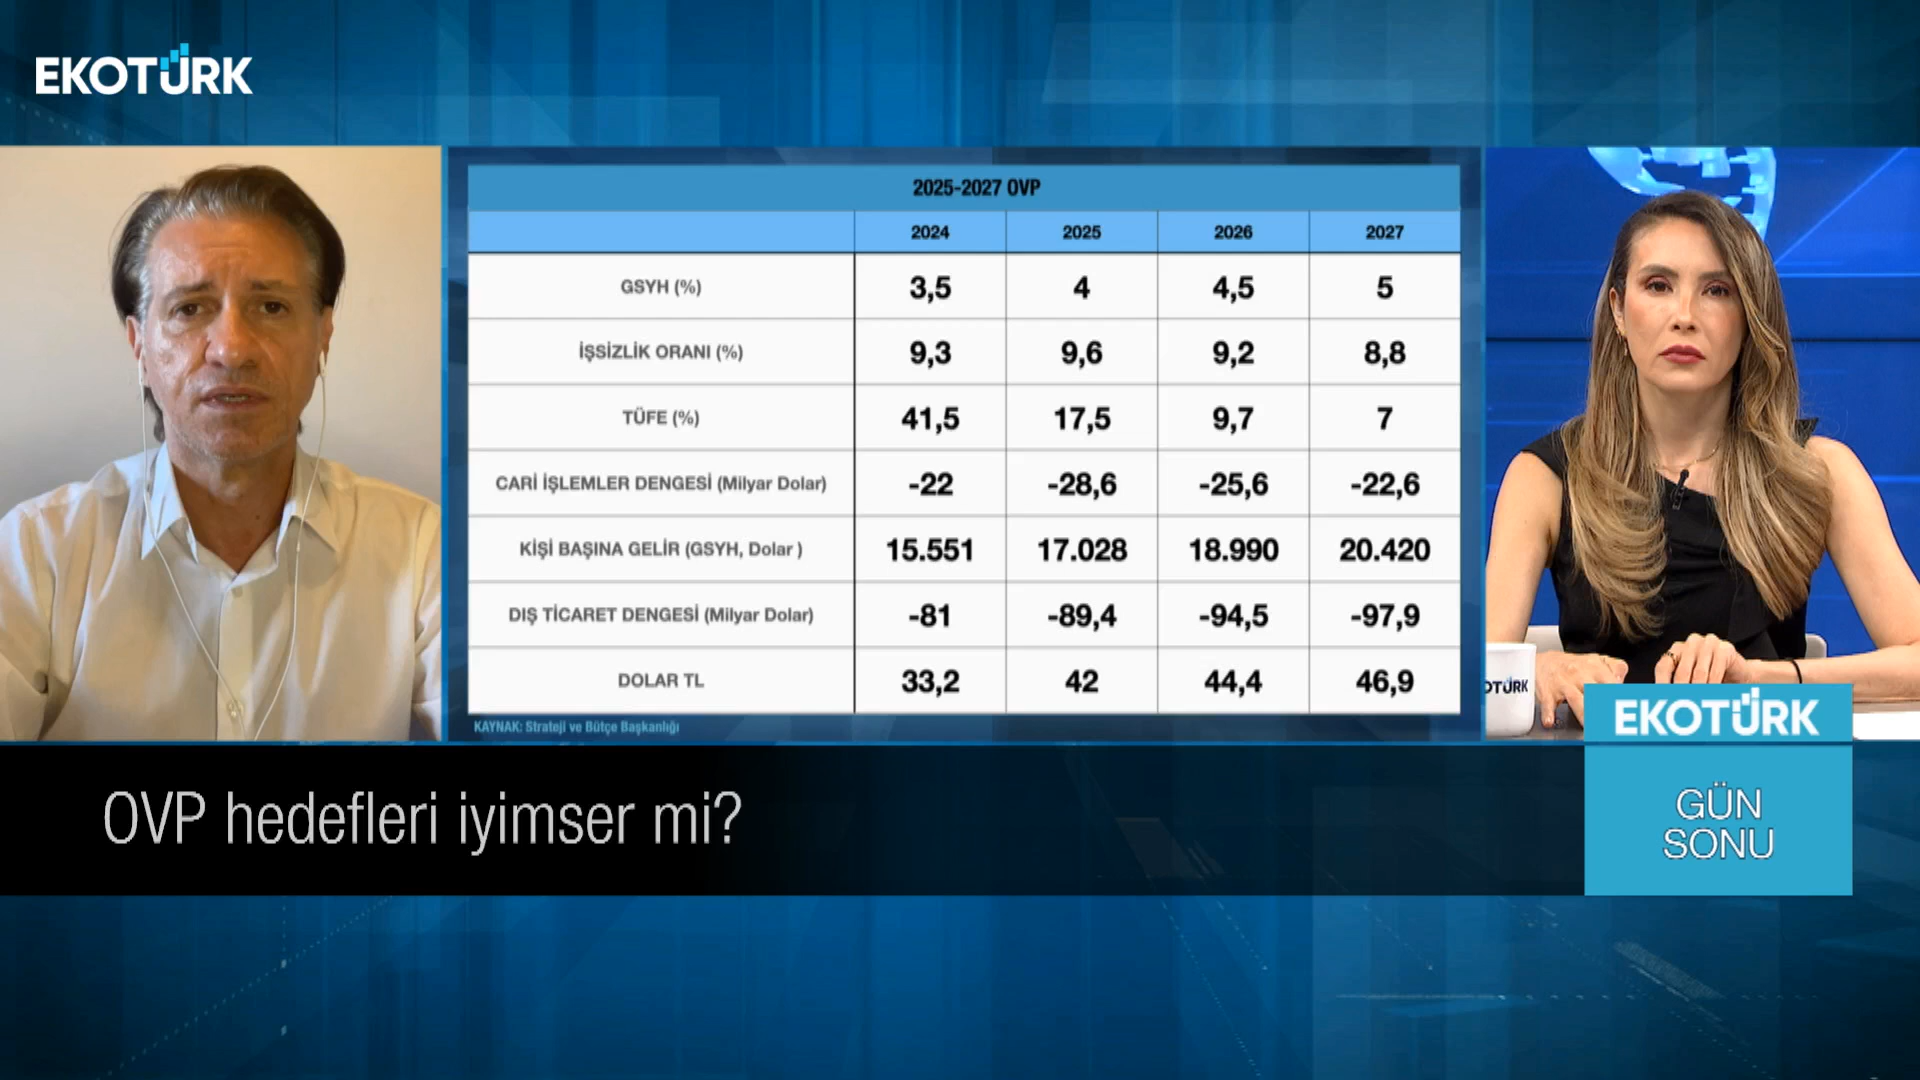 EKOTÜRK
2025-2027 OVP
2024 2025 2026 2027
GSYH (%) 3,5 4 4,5 5
İŞSİZLİK ORANI (%) 9,3 9,6 9,2 8,8
TÜFE (%) 41,5 17,5 9,7 7
CARİ İŞLEMLER DENGESİ (Milyar Dolar) -22 -28,6 -25,6 -22,6
KİŞİ BAŞINA GELİR (GSYH, Dolar ) 15.551 17.028 18.990 20.420
DIŞ TİCARET DENGESİ (Milyar Dolar) -81 -89,4 -94,5 -97,9
DOLAR TL 33,2 42 44,4 46,9
KAYNAK: Strateji ve Bütçe Başkanlığı
OTÜRK
EKOTÜRK
OVP hedefleri iyimser mi?
GÜN
SONU